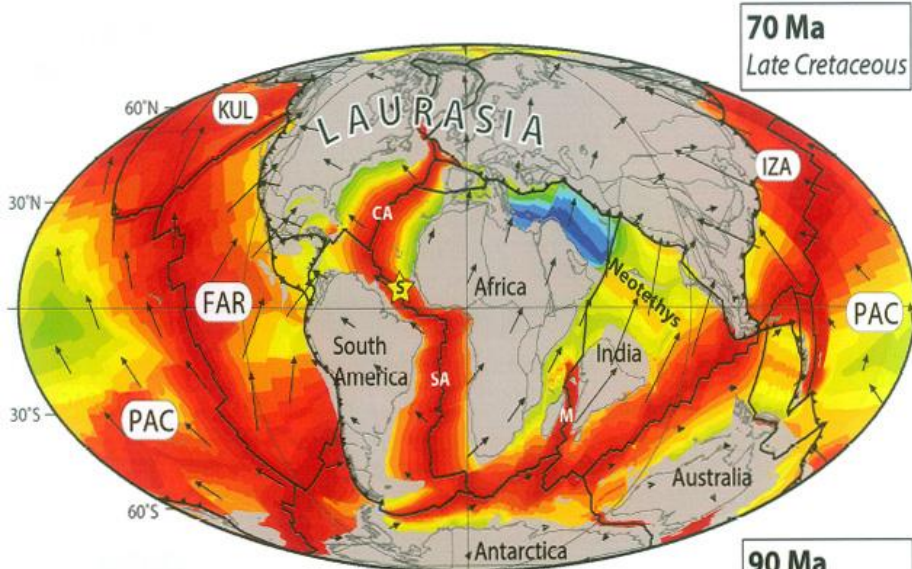 70 Ma
Late Cretaceous
60°N
KUL
LAURASIA
IZA
30°N
CA
S
Africa
Neotethys
FAR
PAC
South
America
India
SA
M
30°S
PAC
Australia
60°S
Antarctica
90 Ma